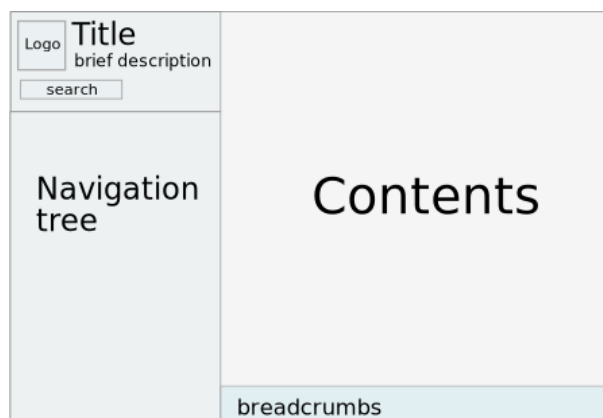 Logo
Title
brief description
search
Navigation
tree
Contents
breadcrumbs